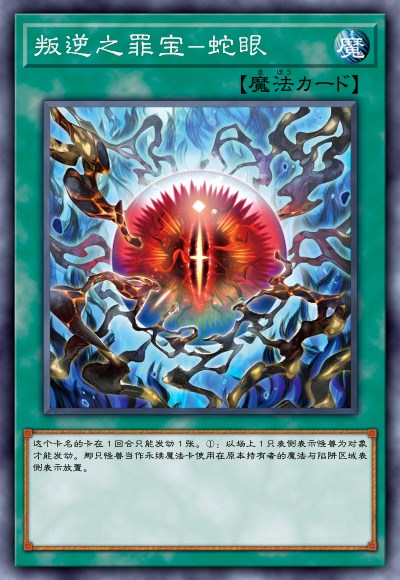 叛逆之罪宝-蛇眼
魔
【魔法カード】
ま ほう
这个卡名的卡在1回合只能发动1张。①：以场上1只表侧表示怪兽为对象
才能发动。那只怪兽当作永续魔法卡使用在原本持有者的魔法与陷阱区域表
侧表示放置。